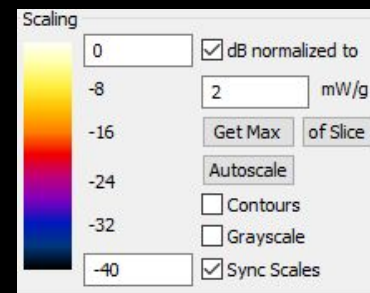 Scaling
0 dB normalized to
-8 2 mW/g
-16 Get Max of Slice
Autoscale
-24
Contours
-32
Grayscale
-40 Sync Scales